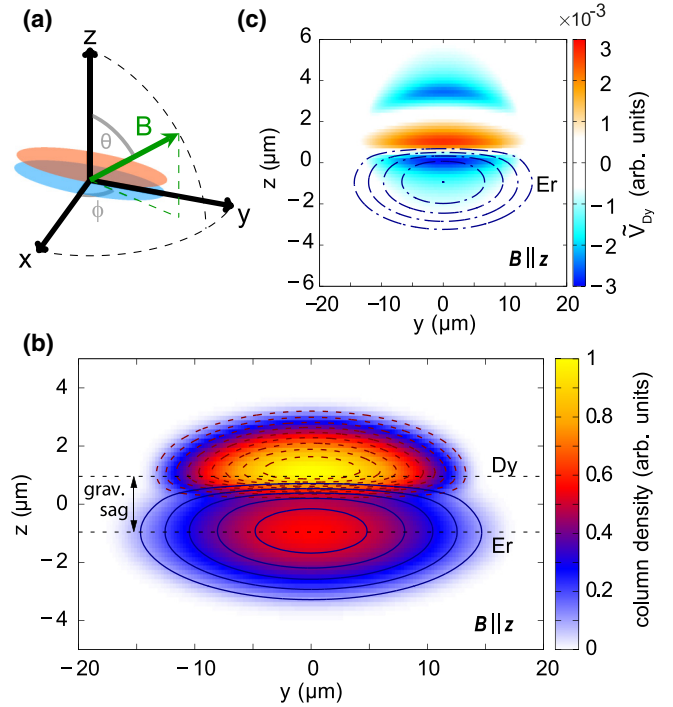 (a)
z
B
θ
ϕ
y
x
(c)
×10⁻³
z (µm)
6
4
2
0
−2
−4
−6
Er
B || z
−20 −10 0 10 20
y (µm)
3
2
1
0
−1
−2
−3
Ṽ_Dy (arb. units)
(b)
z (µm)
4
2
0
−2
−4
grav.
sag
Dy
Er
B || z
−20 −10 0 10 20
y (µm)
1
0.8
0.6
0.4
0.2
0
column density (arb. units)